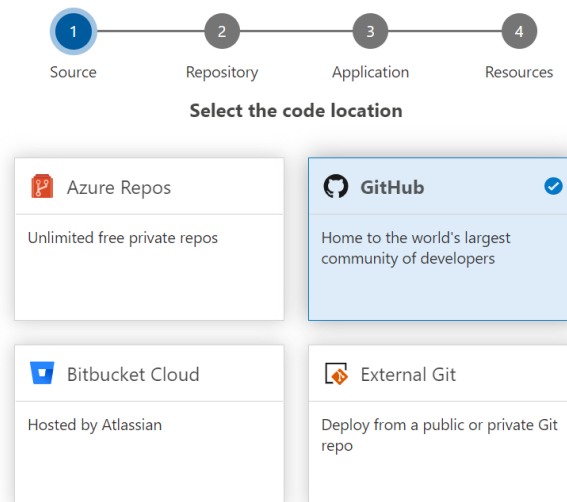 1 2 3 4
Source Repository Application Resources
Select the code location
Azure Repos
Unlimited free private repos
GitHub
Home to the world's largest
community of developers
Bitbucket Cloud
Hosted by Atlassian
External Git
Deploy from a public or private Git
repo